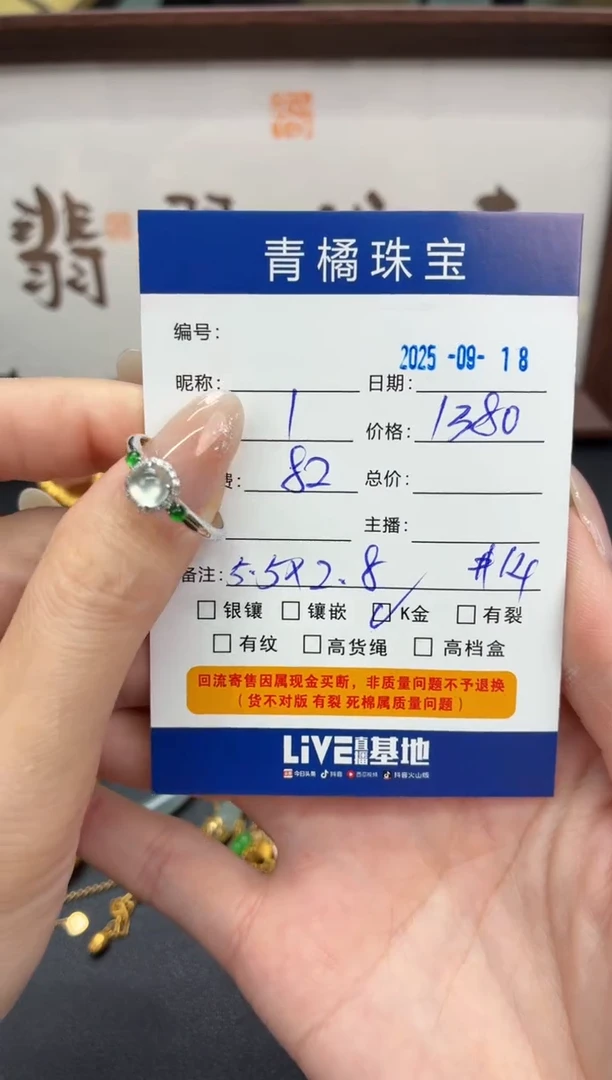 翡
青橘珠宝
编号：
昵称： 日期： 2025-09-18
1 价格： 1380
费： 82 总价：
主播：
备注： 5.5×2.8 #14
□银镶 □镶嵌 ☑K金 □有裂
□有纹 □高货绳 □高档盒
回流寄售因属现金买断，非质量问题不予退换
（货不对版 有裂 死棉属质量问题）
LiVE直播基地
今日头条 抖音 西瓜视频 抖音火山版